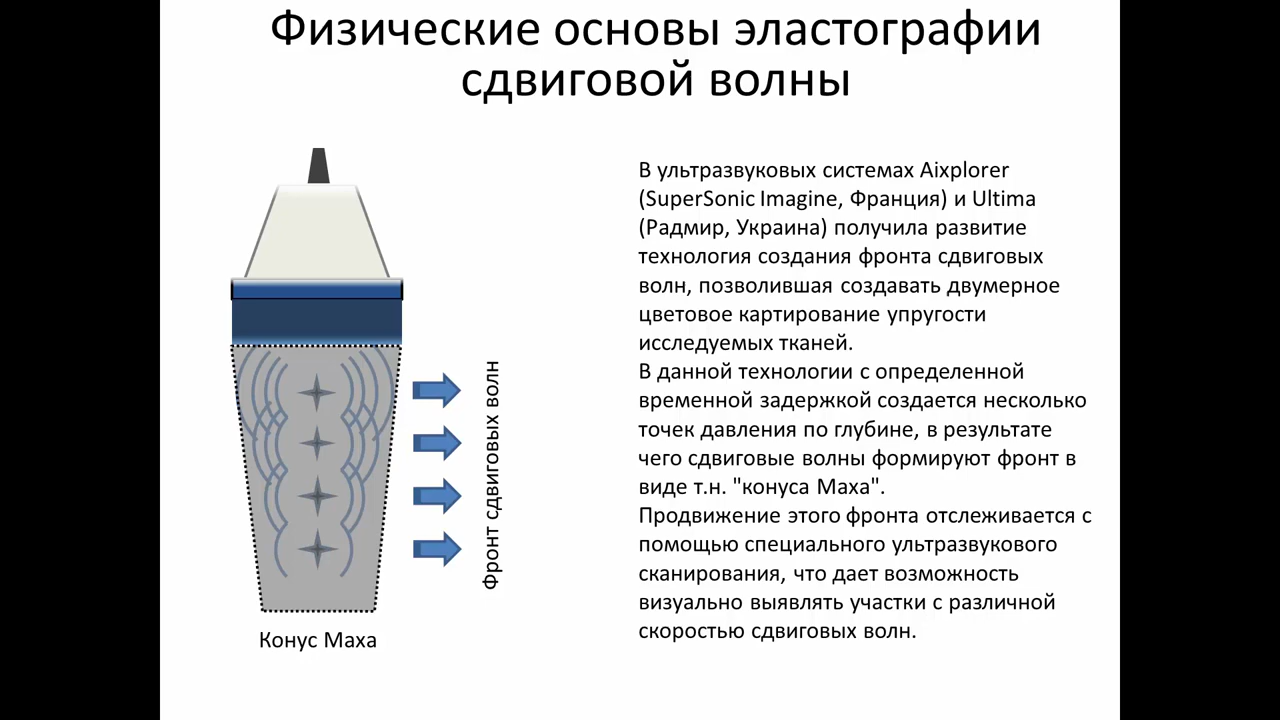 Физические основы эластографии
сдвиговой волны
В ультразвуковых системах Aixplorer
(SuperSonic Imagine, Франция) и Ultima
(Радмир, Украина) получила развитие
технология создания фронта сдвиговых
волн, позволившая создавать двумерное
цветовое картирование упругости
исследуемых тканей.
В данной технологии с определенной
временной задержкой создается несколько
точек давления по глубине, в результате
чего сдвиговые волны формируют фронт в
виде т.н. "конуса Маха".
Продвижение этого фронта отслеживается с
помощью специального ультразвукового
сканирования, что дает возможность
визуально выявлять участки с различной
скоростью сдвиговых волн.
Фронт сдвиговых волн
Конус Маха